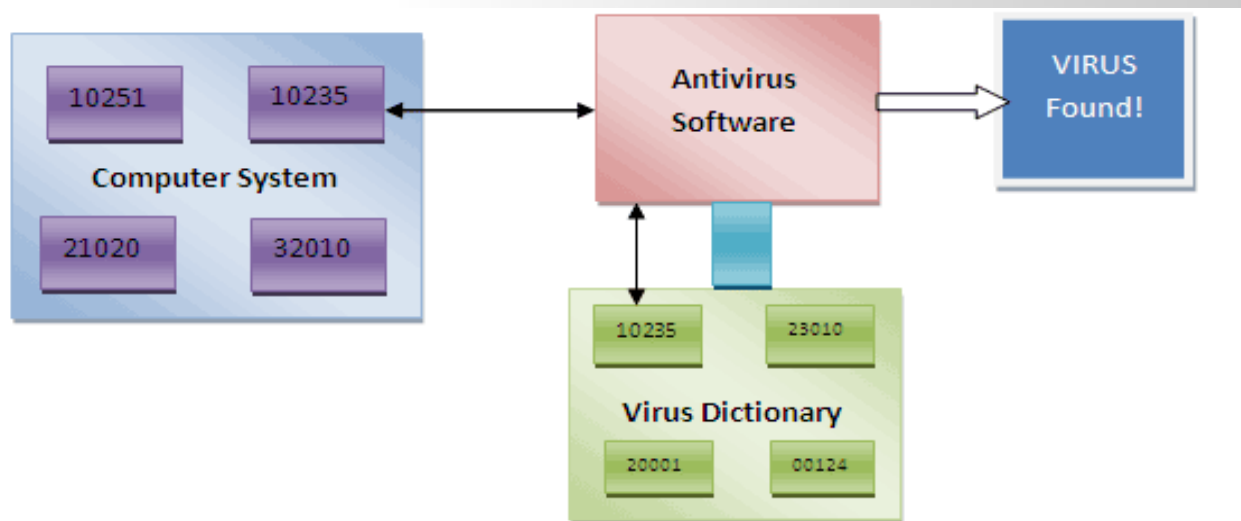 10251
10235
Computer System
21020
32010
Antivirus
Software
VIRUS
Found!
10235
23010
Virus Dictionary
20001
00124